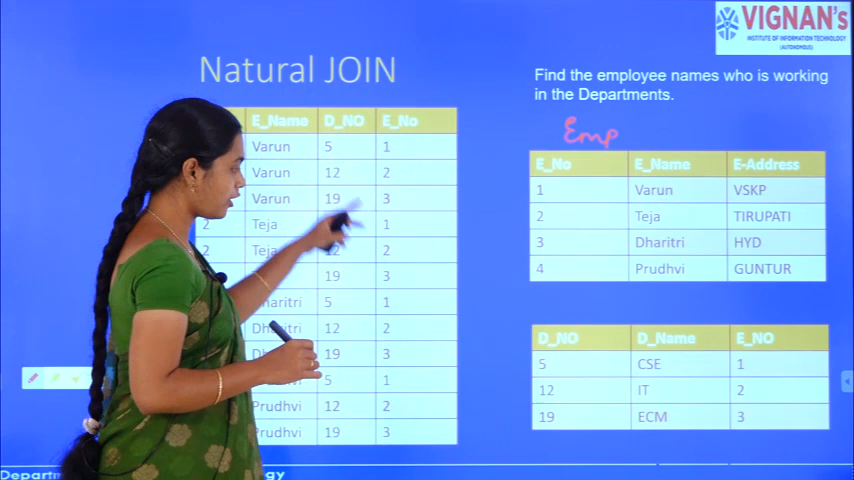 VIGNAN's
INSTITUTE OF INFORMATION TECHNOLOGY
(AUTONOMOUS)
Natural JOIN
Find the employee names who is working
in the Departments.
Emp
E_Name D_NO E_No
Varun 5 1
Varun 12 2
Varun 19 3
2 Teja 1
2 Teja 12 2
19 3
Dharitri 5 1
Dharitri 12 2
19 3
5 1
Prudhvi 12 2
Prudhvi 19 3
E_No E_Name E-Address
1 Varun VSKP
2 Teja TIRUPATI
3 Dharitri HYD
4 Prudhvi GUNTUR
D_NO D_Name E_NO
5 CSE 1
12 IT 2
19 ECM 3